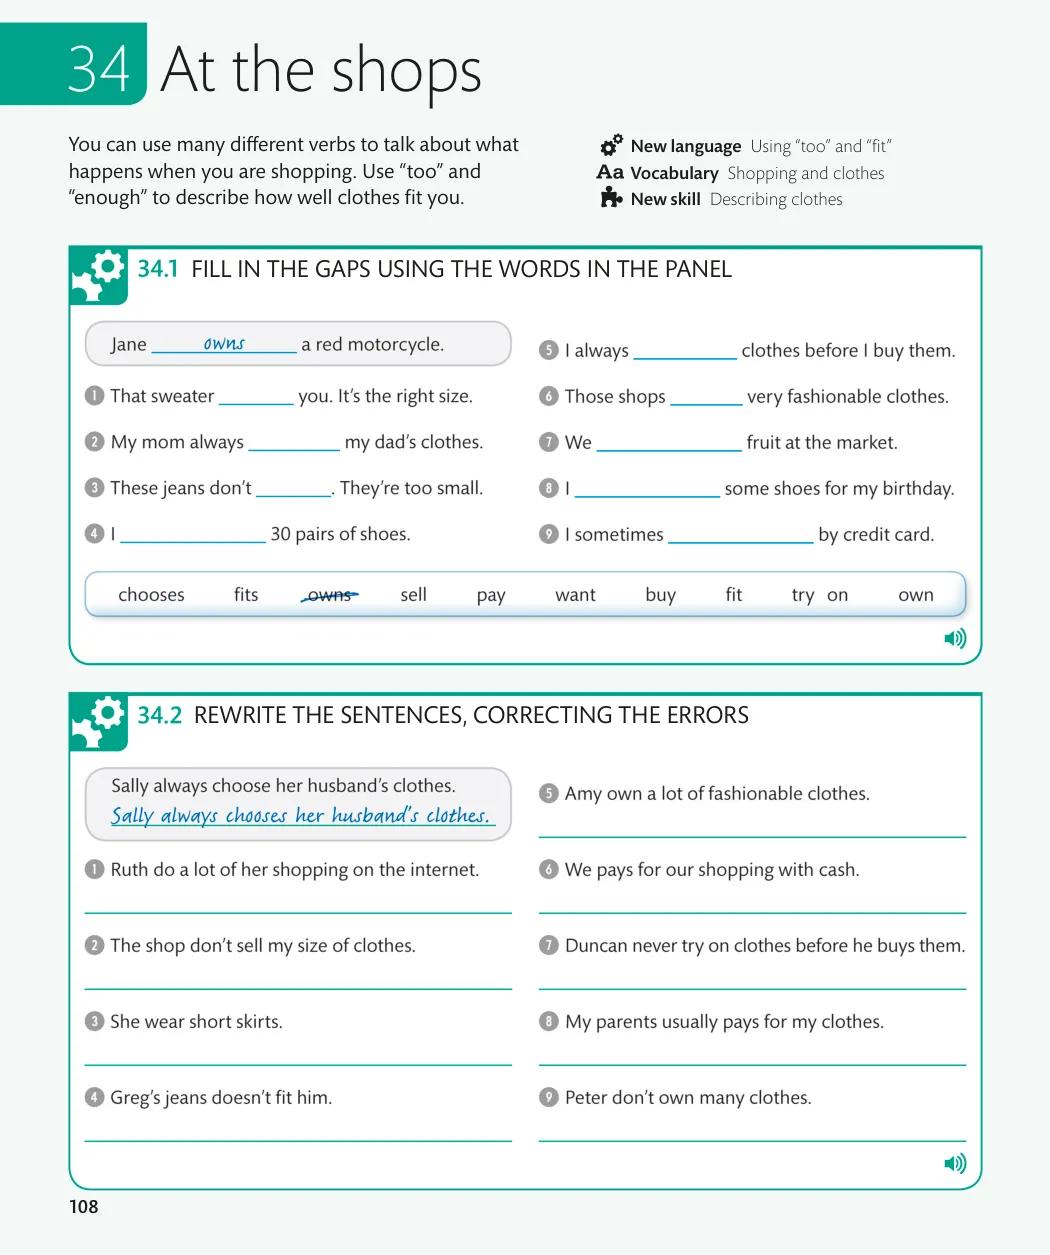 34 At the shops
You can use many different verbs to talk about what
happens when you are shopping. Use “too” and
“enough” to describe how well clothes fit you.
New language Using “too” and “fit”
Aa Vocabulary Shopping and clothes
New skill Describing clothes
34.1 FILL IN THE GAPS USING THE WORDS IN THE PANEL
Jane owns a red motorcycle.
1 That sweater ________ you. It’s the right size.
2 My mom always ________ my dad’s clothes.
3 These jeans don’t ________. They’re too small.
4 I ________ 30 pairs of shoes.
5 I always ________ clothes before I buy them.
6 Those shops ________ very fashionable clothes.
7 We ________ fruit at the market.
8 I ________ some shoes for my birthday.
9 I sometimes ________ by credit card.
chooses fits owns sell pay want buy fit try on own
34.2 REWRITE THE SENTENCES, CORRECTING THE ERRORS
Sally always choose her husband’s clothes.
Sally always chooses her husband’s clothes.
1 Ruth do a lot of her shopping on the internet.
2 The shop don’t sell my size of clothes.
3 She wear short skirts.
4 Greg’s jeans doesn’t fit him.
5 Amy own a lot of fashionable clothes.
6 We pays for our shopping with cash.
7 Duncan never try on clothes before he buys them.
8 My parents usually pays for my clothes.
9 Peter don’t own many clothes.
108